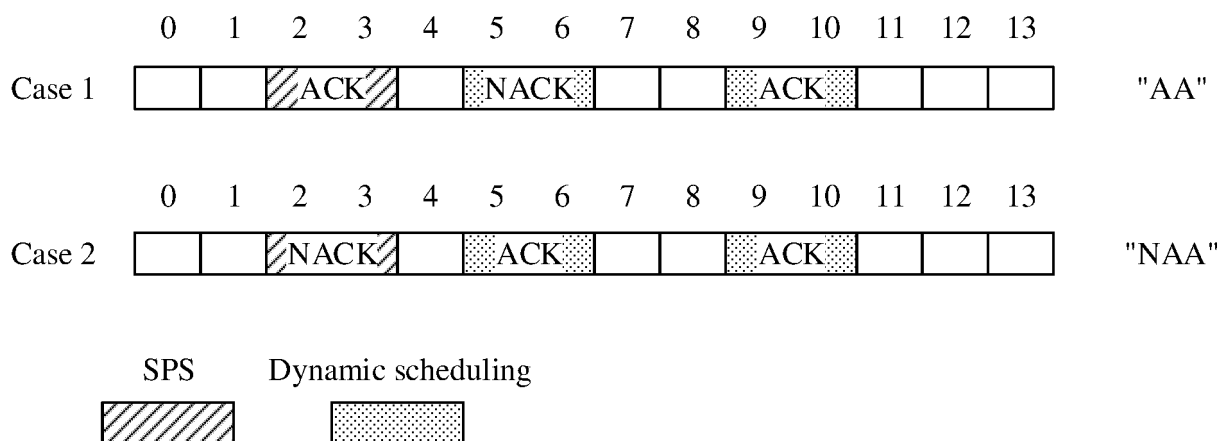 0 1 2 3 4 5 6 7 8 9 10 11 12 13
Case 1 ACK NACK ACK "AA"
0 1 2 3 4 5 6 7 8 9 10 11 12 13
Case 2 NACK ACK ACK "NAA"
SPS Dynamic scheduling